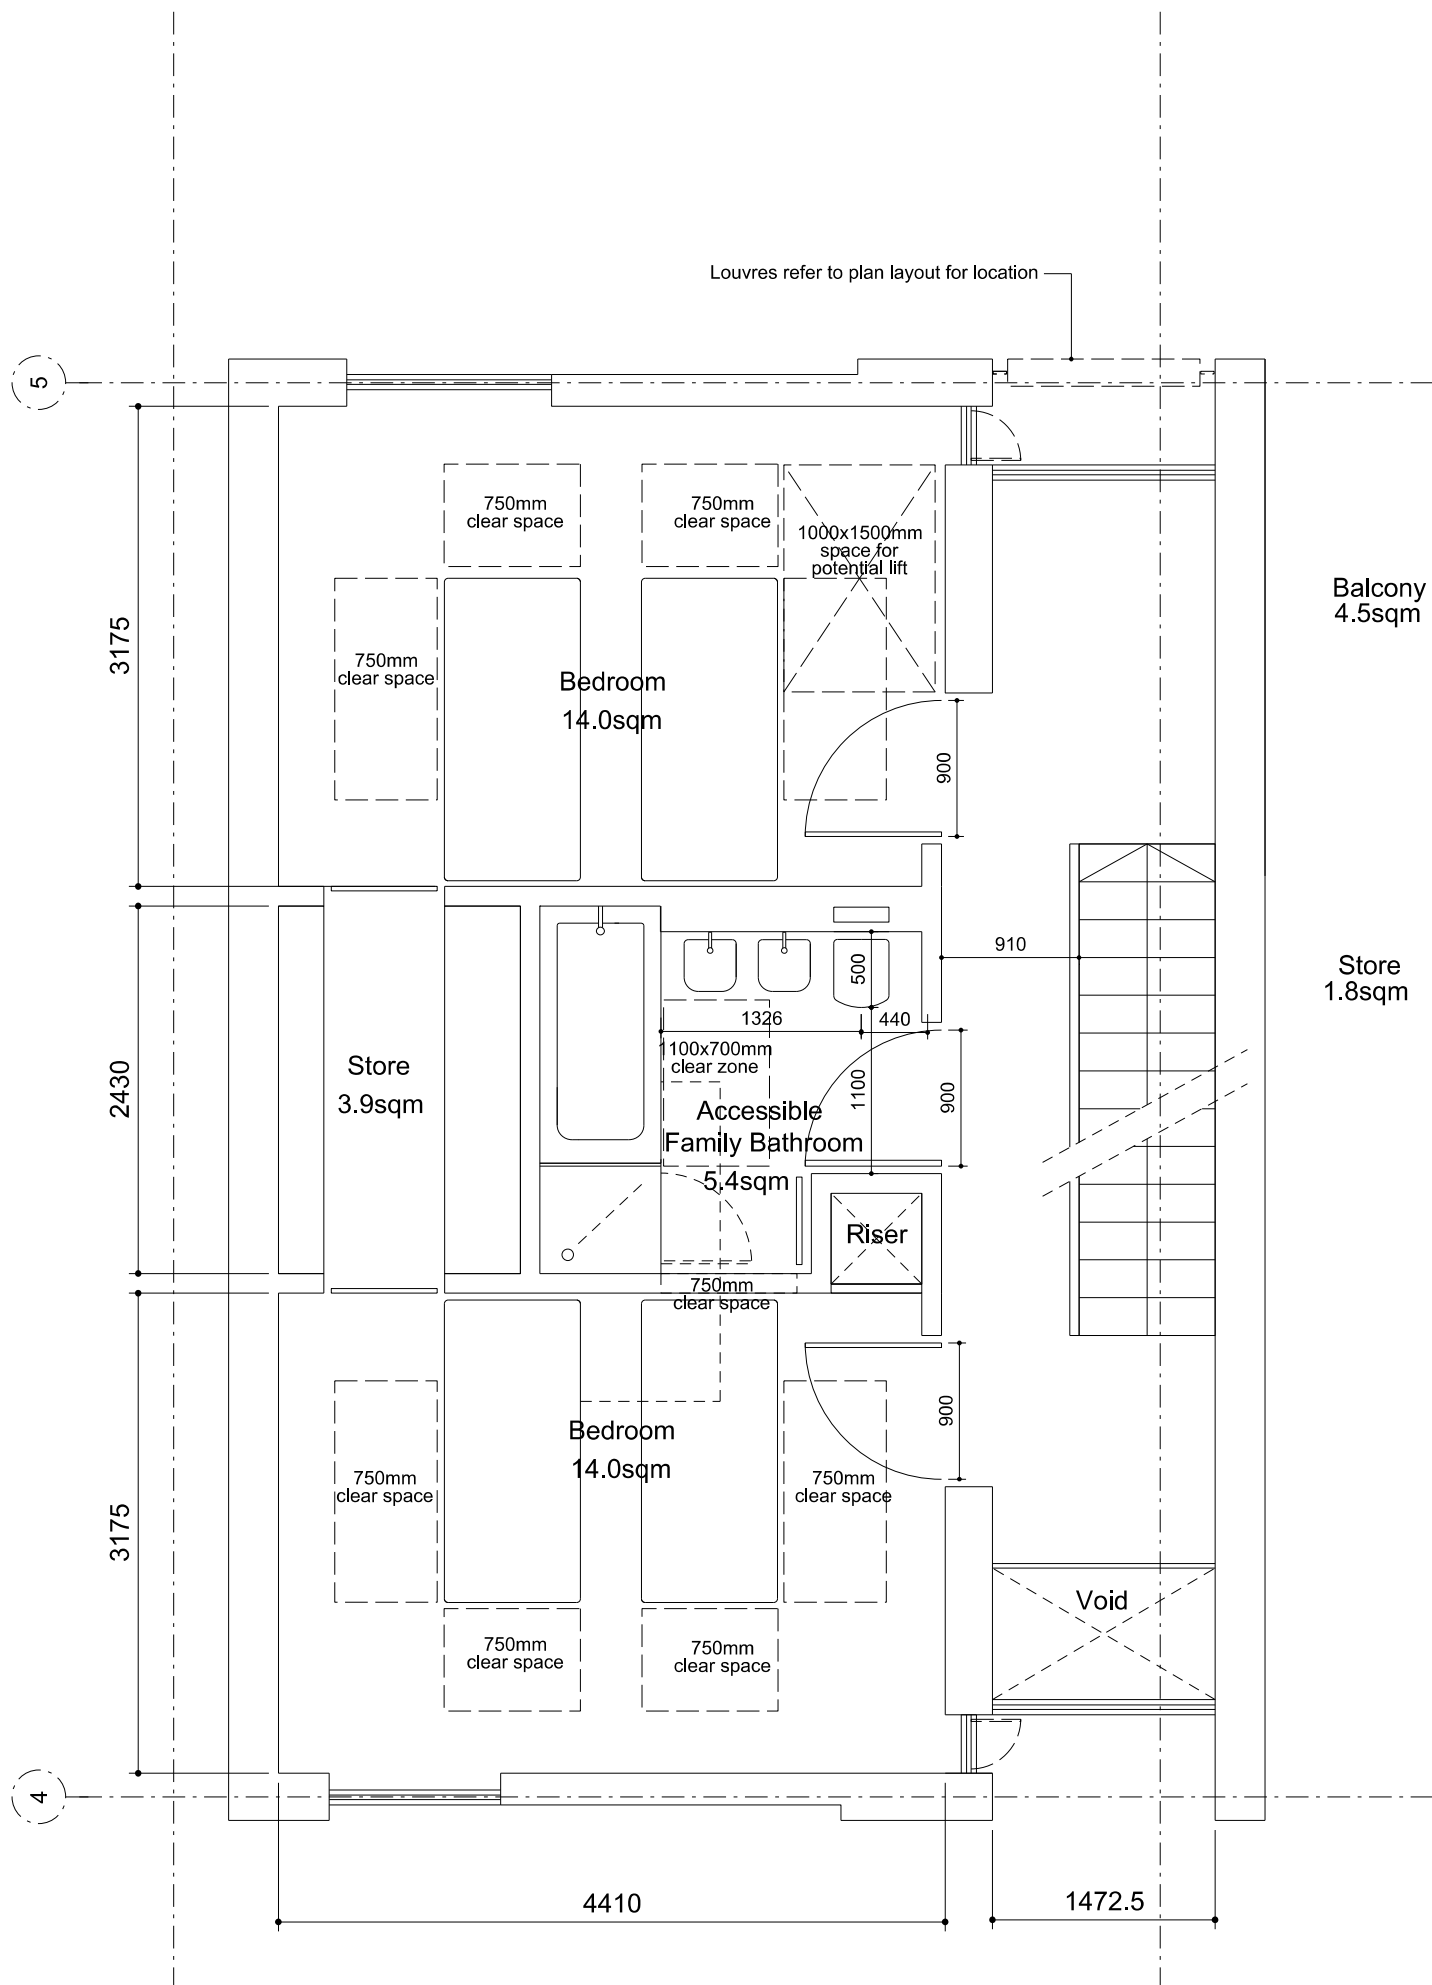 Louvres refer to plan layout for location
5
750mm
clear space
750mm
clear space
1000x1500mm
space for
potential lift
Balcony
4.5sqm
3175
750mm
clear space
Bedroom
14.0sqm
900
910
Store
1.8sqm
500
1326
440
1100x700mm
clear zone
Store
3.9sqm
2430
1100
900
Accessible
Family Bathroom
5.4sqm
Riser
750mm
clear space
900
Bedroom
14.0sqm
750mm
clear space
750mm
clear space
3175
Void
750mm
clear space
750mm
clear space
4
4410
1472.5